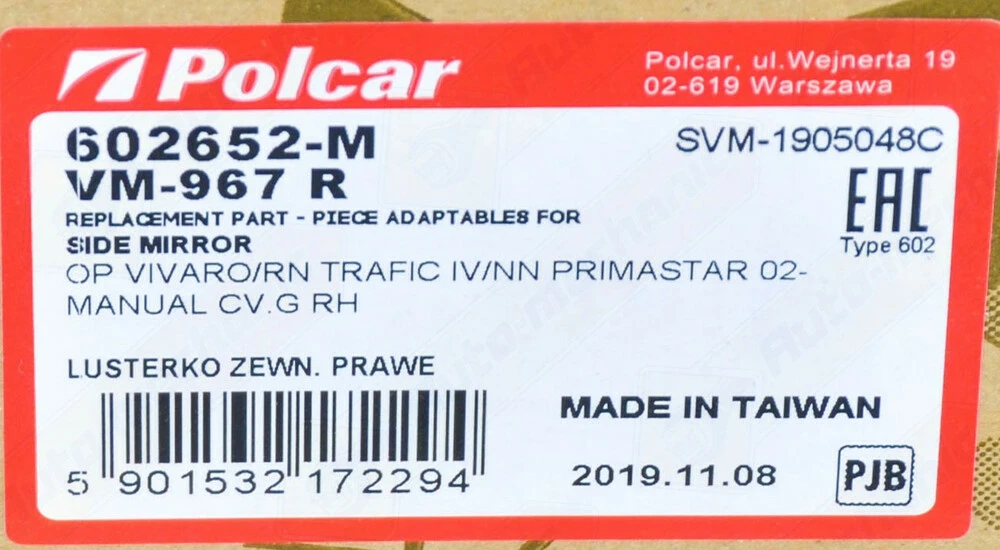 Polcar
Polcar, ul.Wejnerta 19
02-619 Warszawa
602652-M
SVM-1905048C
VM-967 R
EAC
REPLACEMENT PART - PIECE ADAPTABLES FOR
Type 602
SIDE MIRROR
OP VIVARO/RN TRAFIC IV/NN PRIMASTAR 02-
MANUAL CV.G RH
LUSTERKO ZEWN. PRAWE
MADE IN TAIWAN
5 901532 172294
2019.11.08
PJB